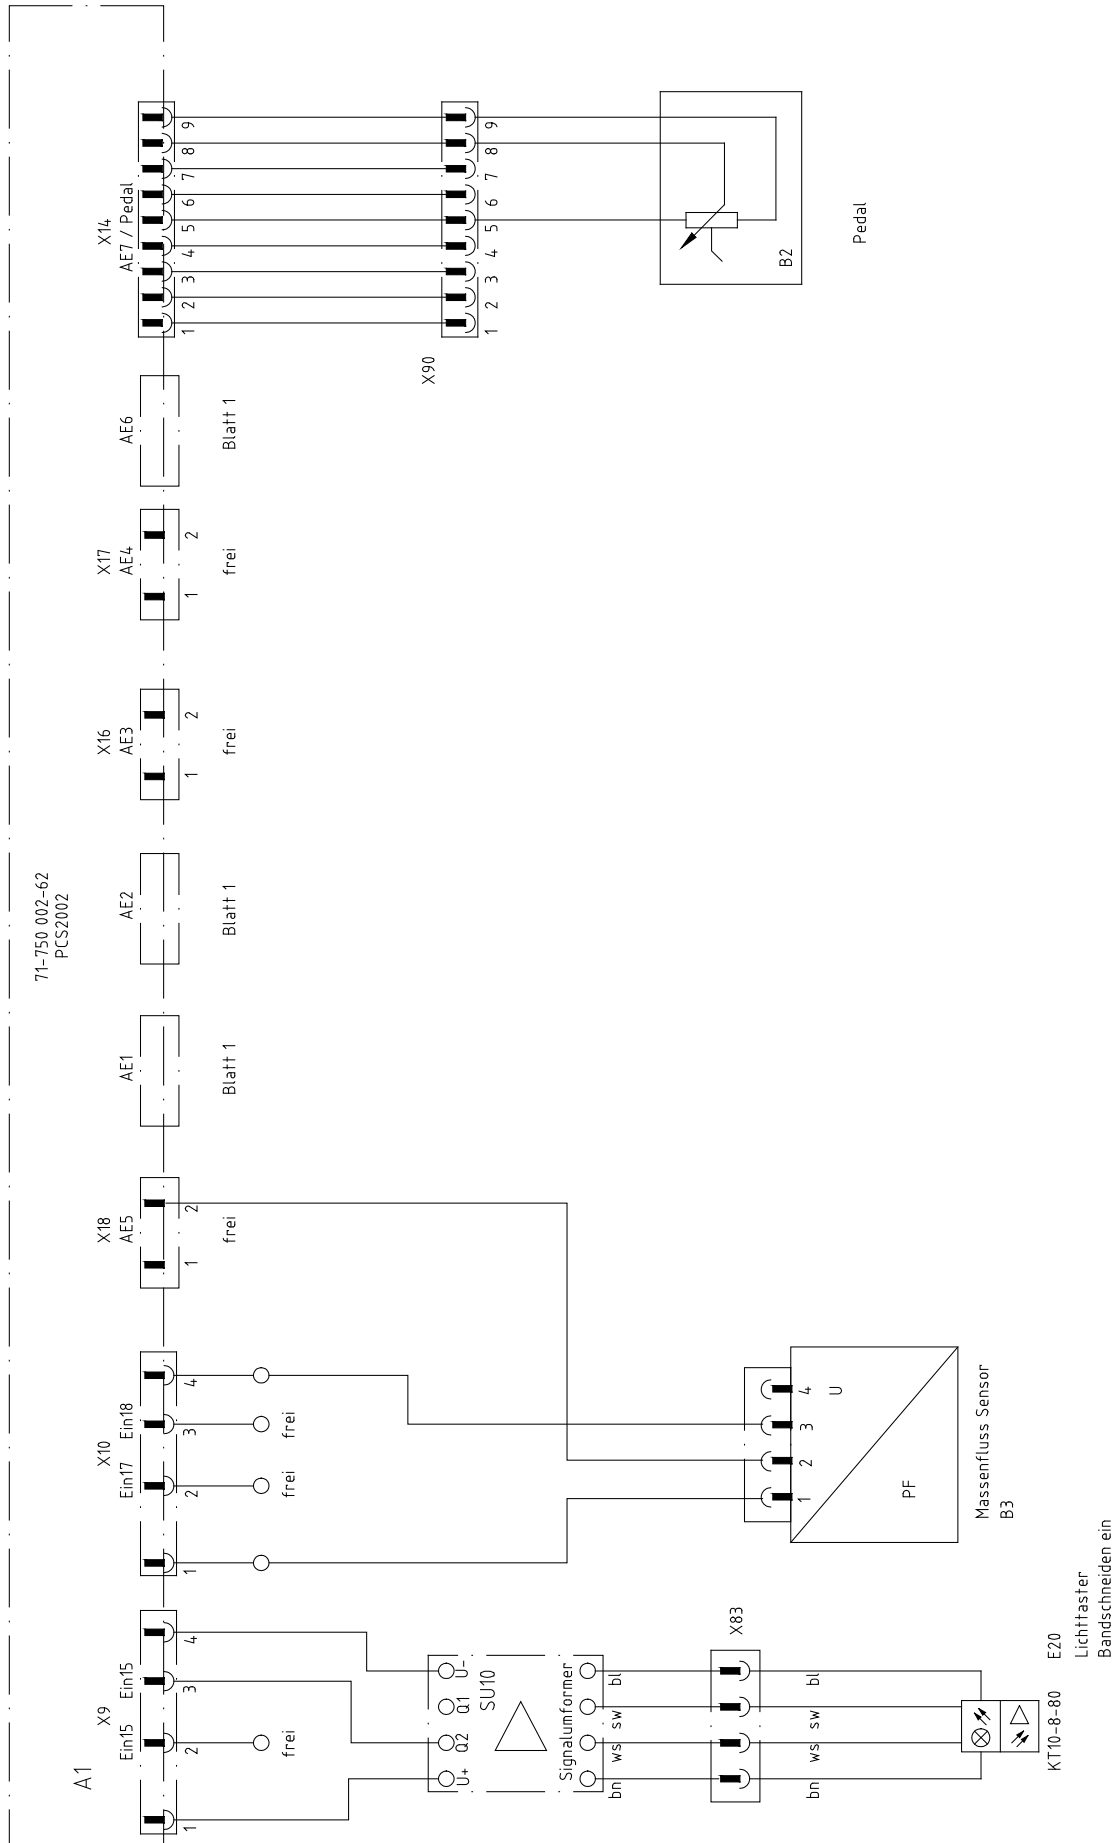 71-750 002-62
PCS2002
A1
X9
Ein15
Ein15
1
2
3
4
frei
X10
Ein17
Ein18
1
2
3
4
frei
frei
X18
AE5
1
2
frei
AE1
Blatt 1
AE2
Blatt 1
X16
AE3
1
2
frei
X17
AE4
1
2
frei
AE6
Blatt 1
X14
AE7 / Pedal
1
2
3
4
5
6
7
8
9
X90
1
2
3
4
5
6
7
8
9
B2
Pedal
U+
Q2
Q1
U-
SU10
Signalumformer
bn
ws
sw
bl
X83
bn
ws
sw
bl
KT10-8-80
E20
Lichttaster
Bandschneiden ein
1
2
3
4
U
PF
Massenfluss Sensor
B3